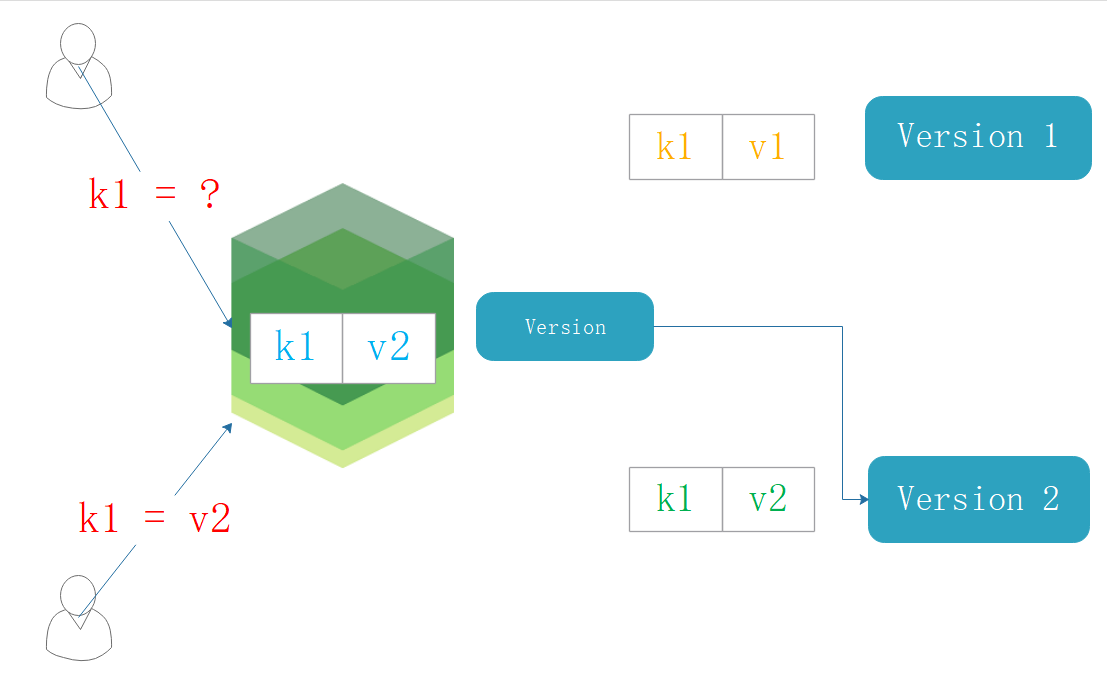 k1 = ?
k1 v1
Version 1
k1 v2
Version
k1 v2
Version 2
k1 = v2